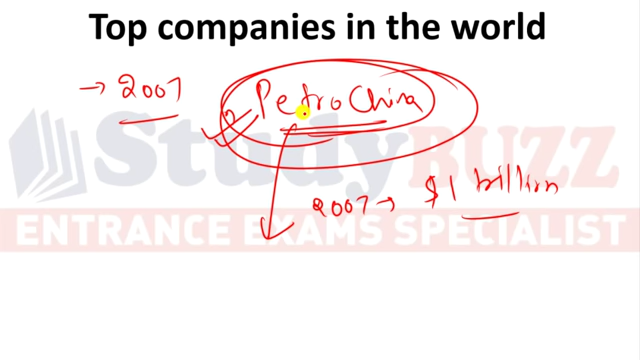 Top companies in the world
→ 2007 PetroChina
2007 → $1 billion
StudyBUZZ
ENTRANCE EXAMS SPECIALIST